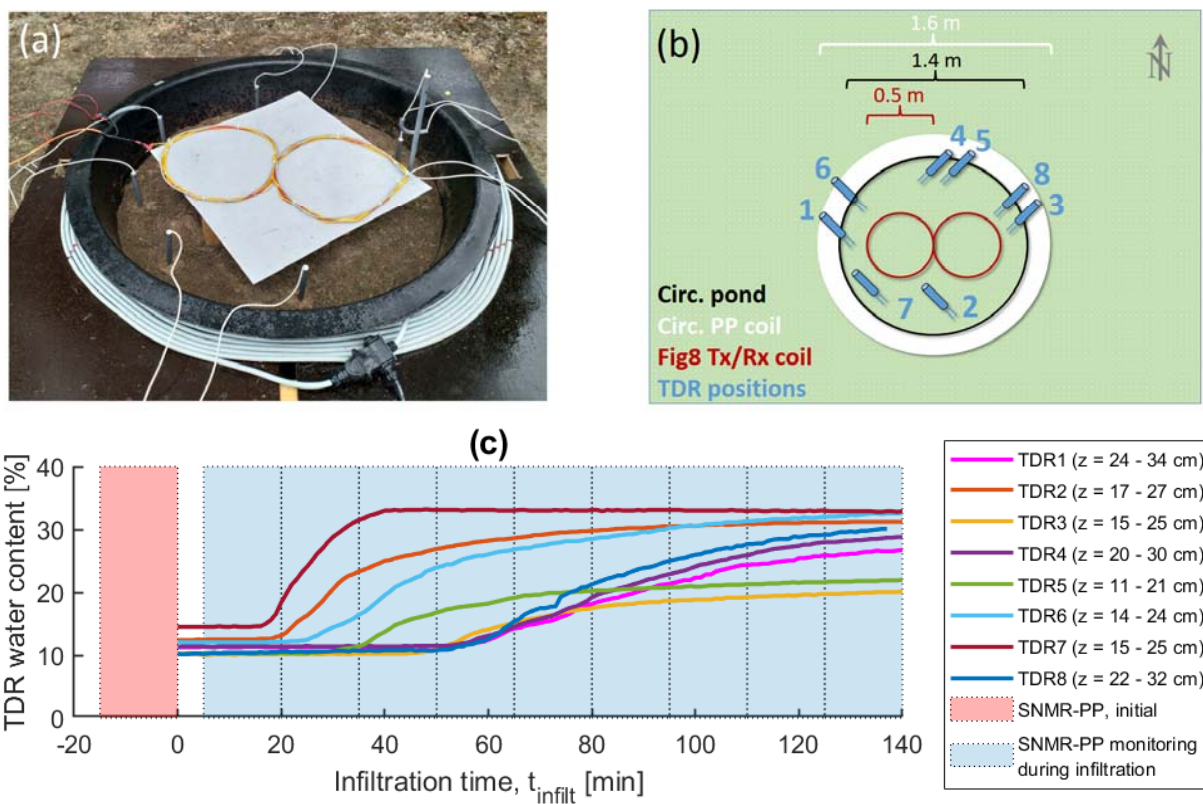 (a)
(b)
1.6 m
1.4 m
0.5 m
N
4
5
6
8
1
3
7
2
Circ. pond
Circ. PP coil
Fig8 Tx/Rx coil
TDR positions
(c)
TDR water content [%]
40
30
20
10
0
-20
0
20
40
60
80
100
120
140
Infiltration time, t_infilt [min]
TDR1 (z = 24 - 34 cm)
TDR2 (z = 17 - 27 cm)
TDR3 (z = 15 - 25 cm)
TDR4 (z = 20 - 30 cm)
TDR5 (z = 11 - 21 cm)
TDR6 (z = 14 - 24 cm)
TDR7 (z = 15 - 25 cm)
TDR8 (z = 22 - 32 cm)
SNMR-PP, initial
SNMR-PP monitoring
during infiltration